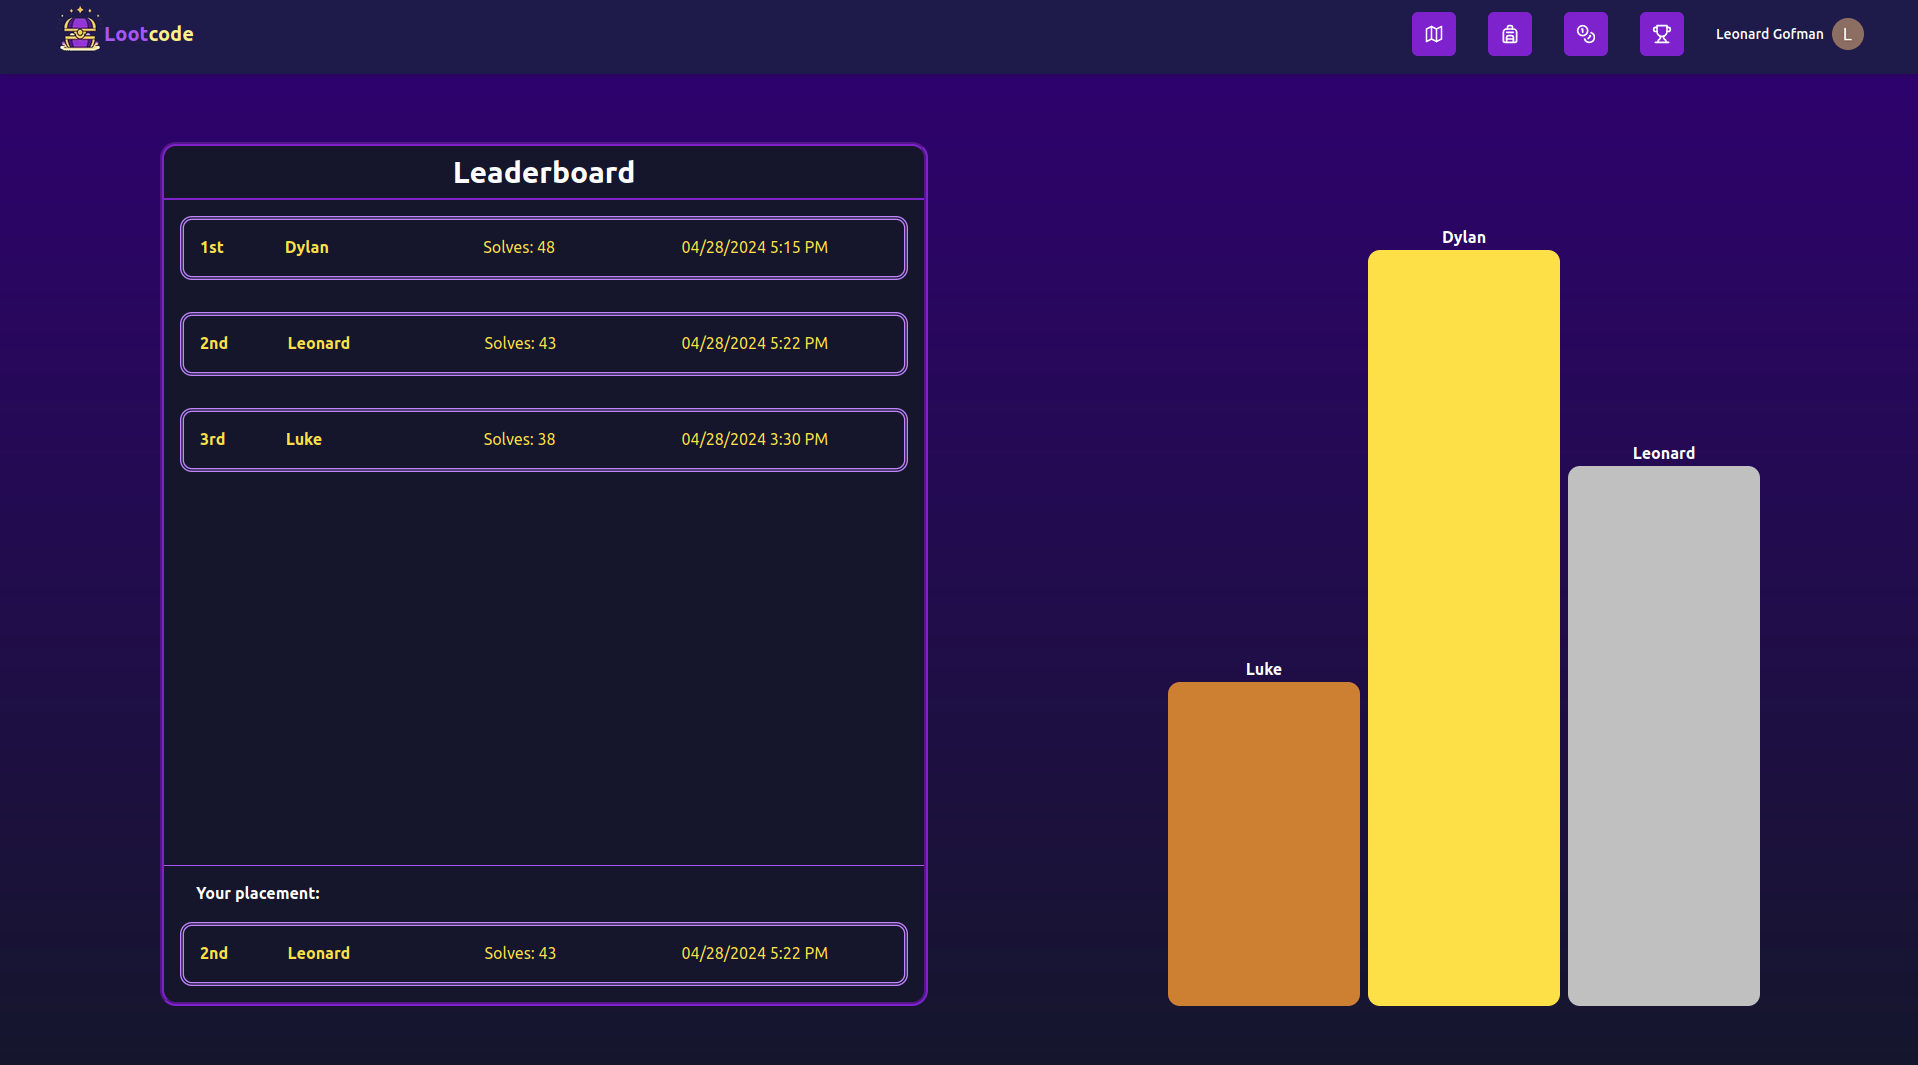 Lootcode
Leonard Gofman L
Leaderboard
1st Dylan Solves: 48 04/28/2024 5:15 PM
2nd Leonard Solves: 43 04/28/2024 5:22 PM
3rd Luke Solves: 38 04/28/2024 3:30 PM
Your placement:
2nd Leonard Solves: 43 04/28/2024 5:22 PM
Dylan
Leonard
Luke